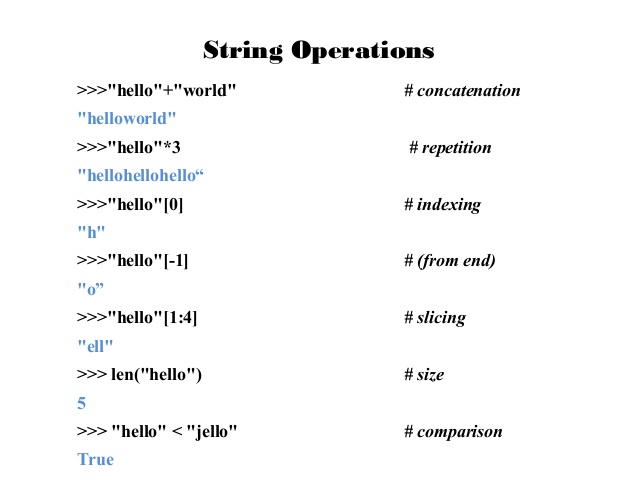 String Operations
>>>"hello"+"world" # concatenation
"helloworld"
>>>"hello"*3 # repetition
"hellohellohello“
>>>"hello"[0] # indexing
"h"
>>>"hello"[-1] # (from end)
"o”
>>>"hello"[1:4] # slicing
"ell"
>>> len("hello") # size
5
>>> "hello" < "jello" # comparison
True